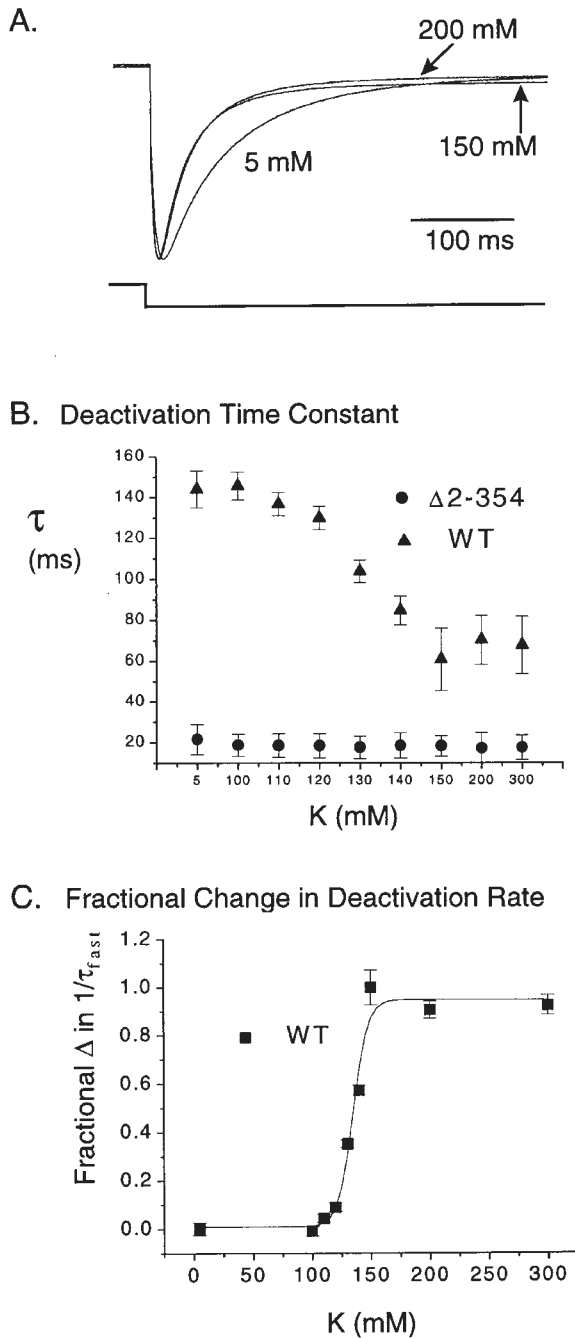 A.
200 mM
5 mM
150 mM
100 ms
B. Deactivation Time Constant
160
140
120
100
80
60
40
20
τ
(ms)
Δ2-354
WT
5 100 110 120 130 140 150 200 300
K (mM)
C. Fractional Change in Deactivation Rate
1.2
1.0
0.8
0.6
0.4
0.2
0.0
Fractional Δ in 1/τfast
WT
0 50 100 150 200 250 300
K (mM)